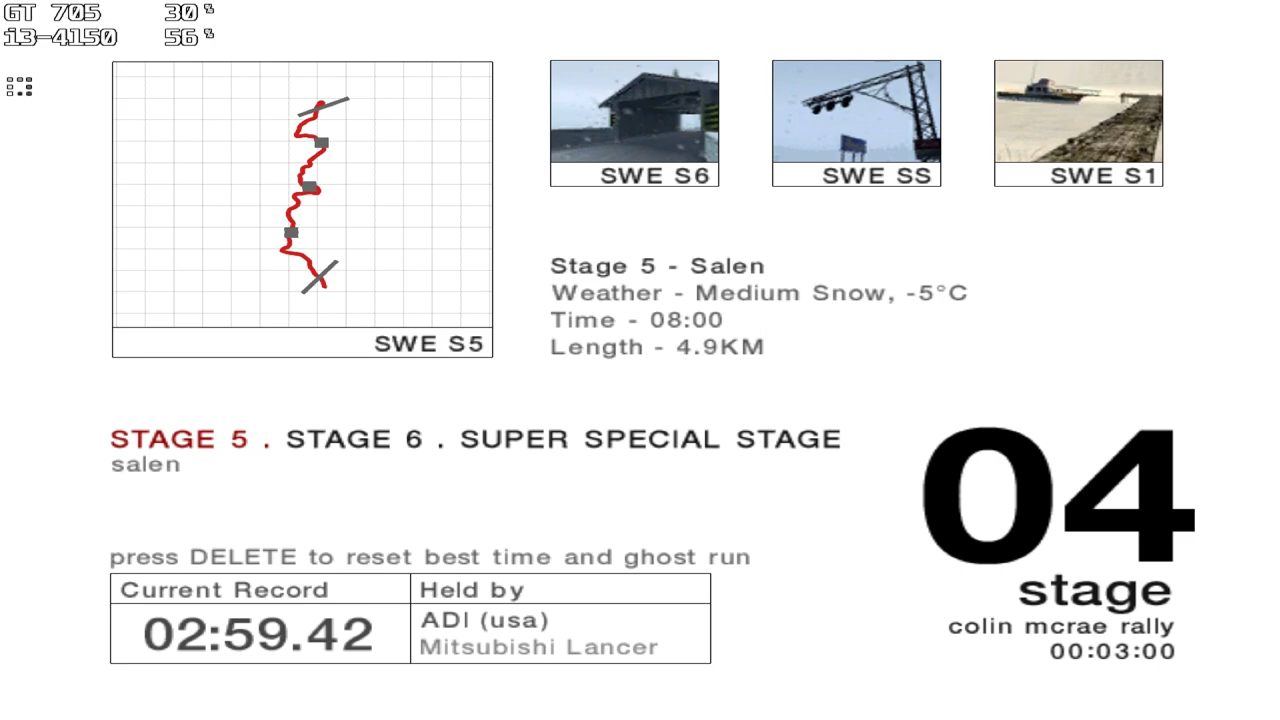 GT 705 30 %
i3-4150 56 %
SWE S5
SWE S6
SWE SS
SWE S1
Stage 5 - Salen
Weather - Medium Snow, -5°C
Time - 08:00
Length - 4.9KM
STAGE 5 . STAGE 6 . SUPER SPECIAL STAGE
salen
press DELETE to reset best time and ghost run
Current Record
Held by
02:59.42
ADI (usa)
Mitsubishi Lancer
04
stage
colin mcrae rally
00:03:00